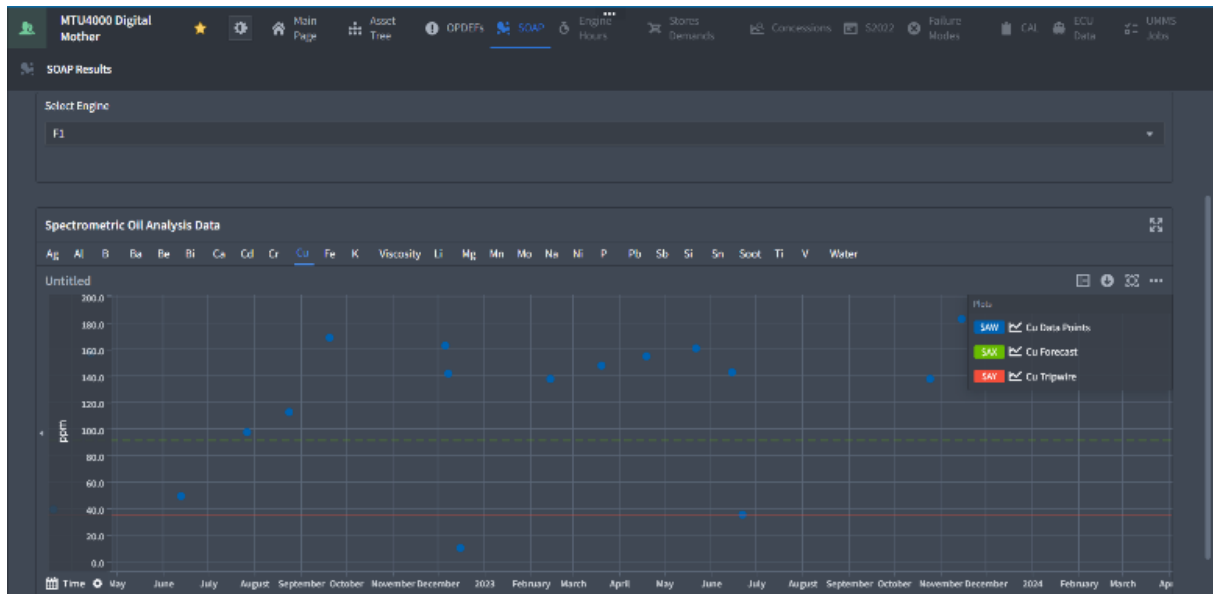 MTU4000 Digital Mother
Main Page
Asset Tree
OPDEFs
SOAP
Engine Hours
Stores Demands
Concessions
S2022
Failure Modes
CAL
ECU Data
UMMS Jobs
SOAP Results
Select Engine
F1
Spectrometric Oil Analysis Data
Ag Al B Ba Be Bi Ca Cd Cr Cu Fe K Viscosity Li Mg Mn Mo Na Ni P Pb Sb Si Sn Soot Ti V Water
Untitled
Plots
SAW Cu Data Points
SAX Cu Forecast
SAY Cu Tripwire
200.0
180.0
160.0
140.0
120.0
100.0
80.0
60.0
40.0
20.0
0.0
ppm
Time May June July August September October November December 2023 February March April May June July August September October November December 2024 February March Ap